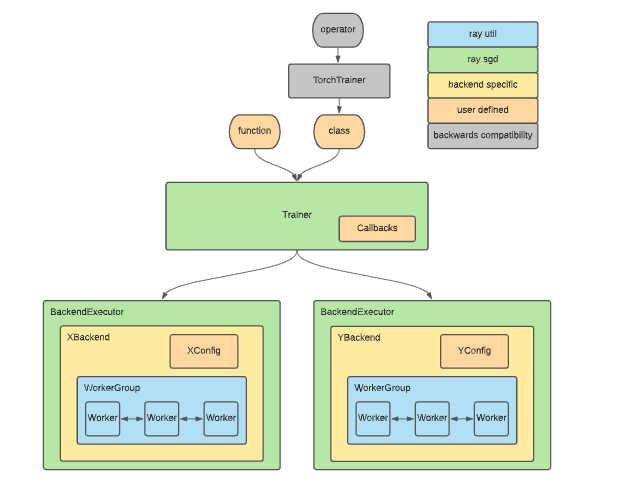 operator
ray util
ray sgd
TorchTrainer
backend specific
user defined
function
class
backwards compatibility
Trainer
Callbacks
BackendExecutor
BackendExecutor
XBackend
YBackend
XConfig
YConfig
WorkerGroup
WorkerGroup
Worker Worker Worker
Worker Worker Worker